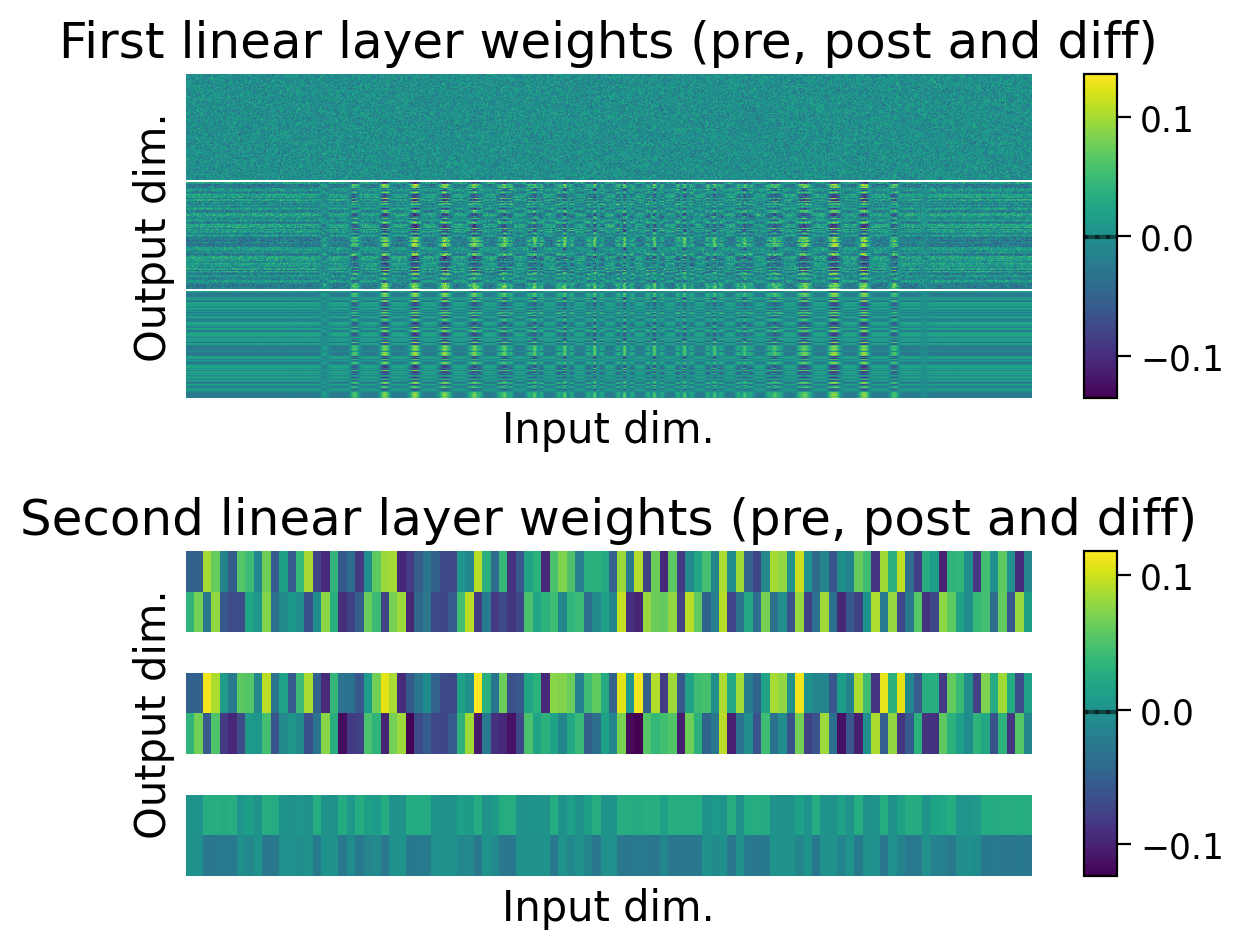 First linear layer weights (pre, post and diff)
Output dim.
0.1
0.0
−0.1
Input dim.
Second linear layer weights (pre, post and diff)
Output dim.
0.1
0.0
−0.1
Input dim.